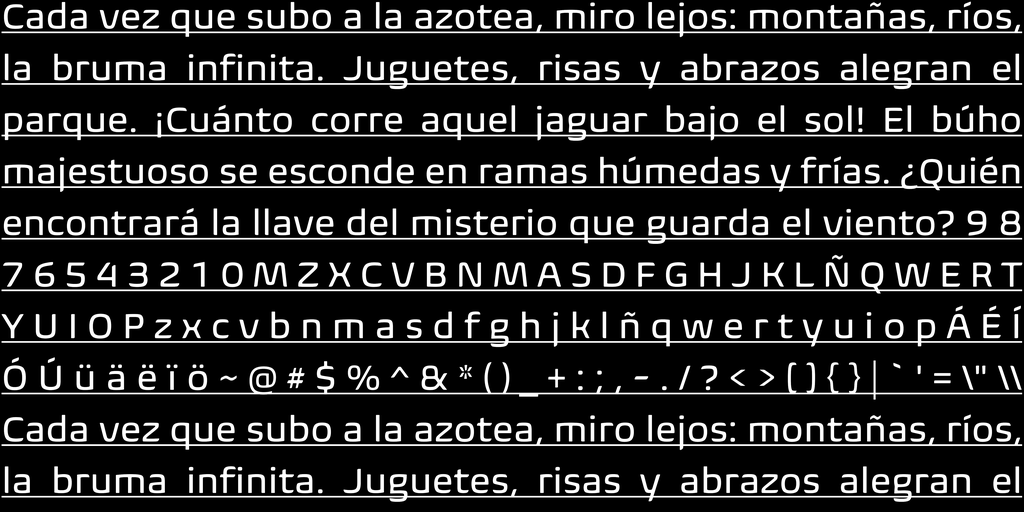 Cada vez que subo a la azotea, miro lejos: montañas, ríos,
la bruma infinita. Juguetes, risas y abrazos alegran el
parque. ¡Cuánto corre aquel jaguar bajo el sol! El búho
majestuoso se esconde en ramas húmedas y frías. ¿Quién
encontrará la llave del misterio que guarda el viento? 9 8
7 6 5 4 3 2 1 0 M Z X C V B N M A S D F G H J K L Ñ Q W E R T
Y U I O P z x c v b n m a s d f g h j k l ñ q w e r t y u i o p Á É Í
Ó Ú ü ä ë ï ö ~ @ # $ % ^ & * ( ) _ + : ; , - . / ? < > [ ] { } | ` ' = \" \\
Cada vez que subo a la azotea, miro lejos: montañas, ríos,
la bruma infinita. Juguetes, risas y abrazos alegran el